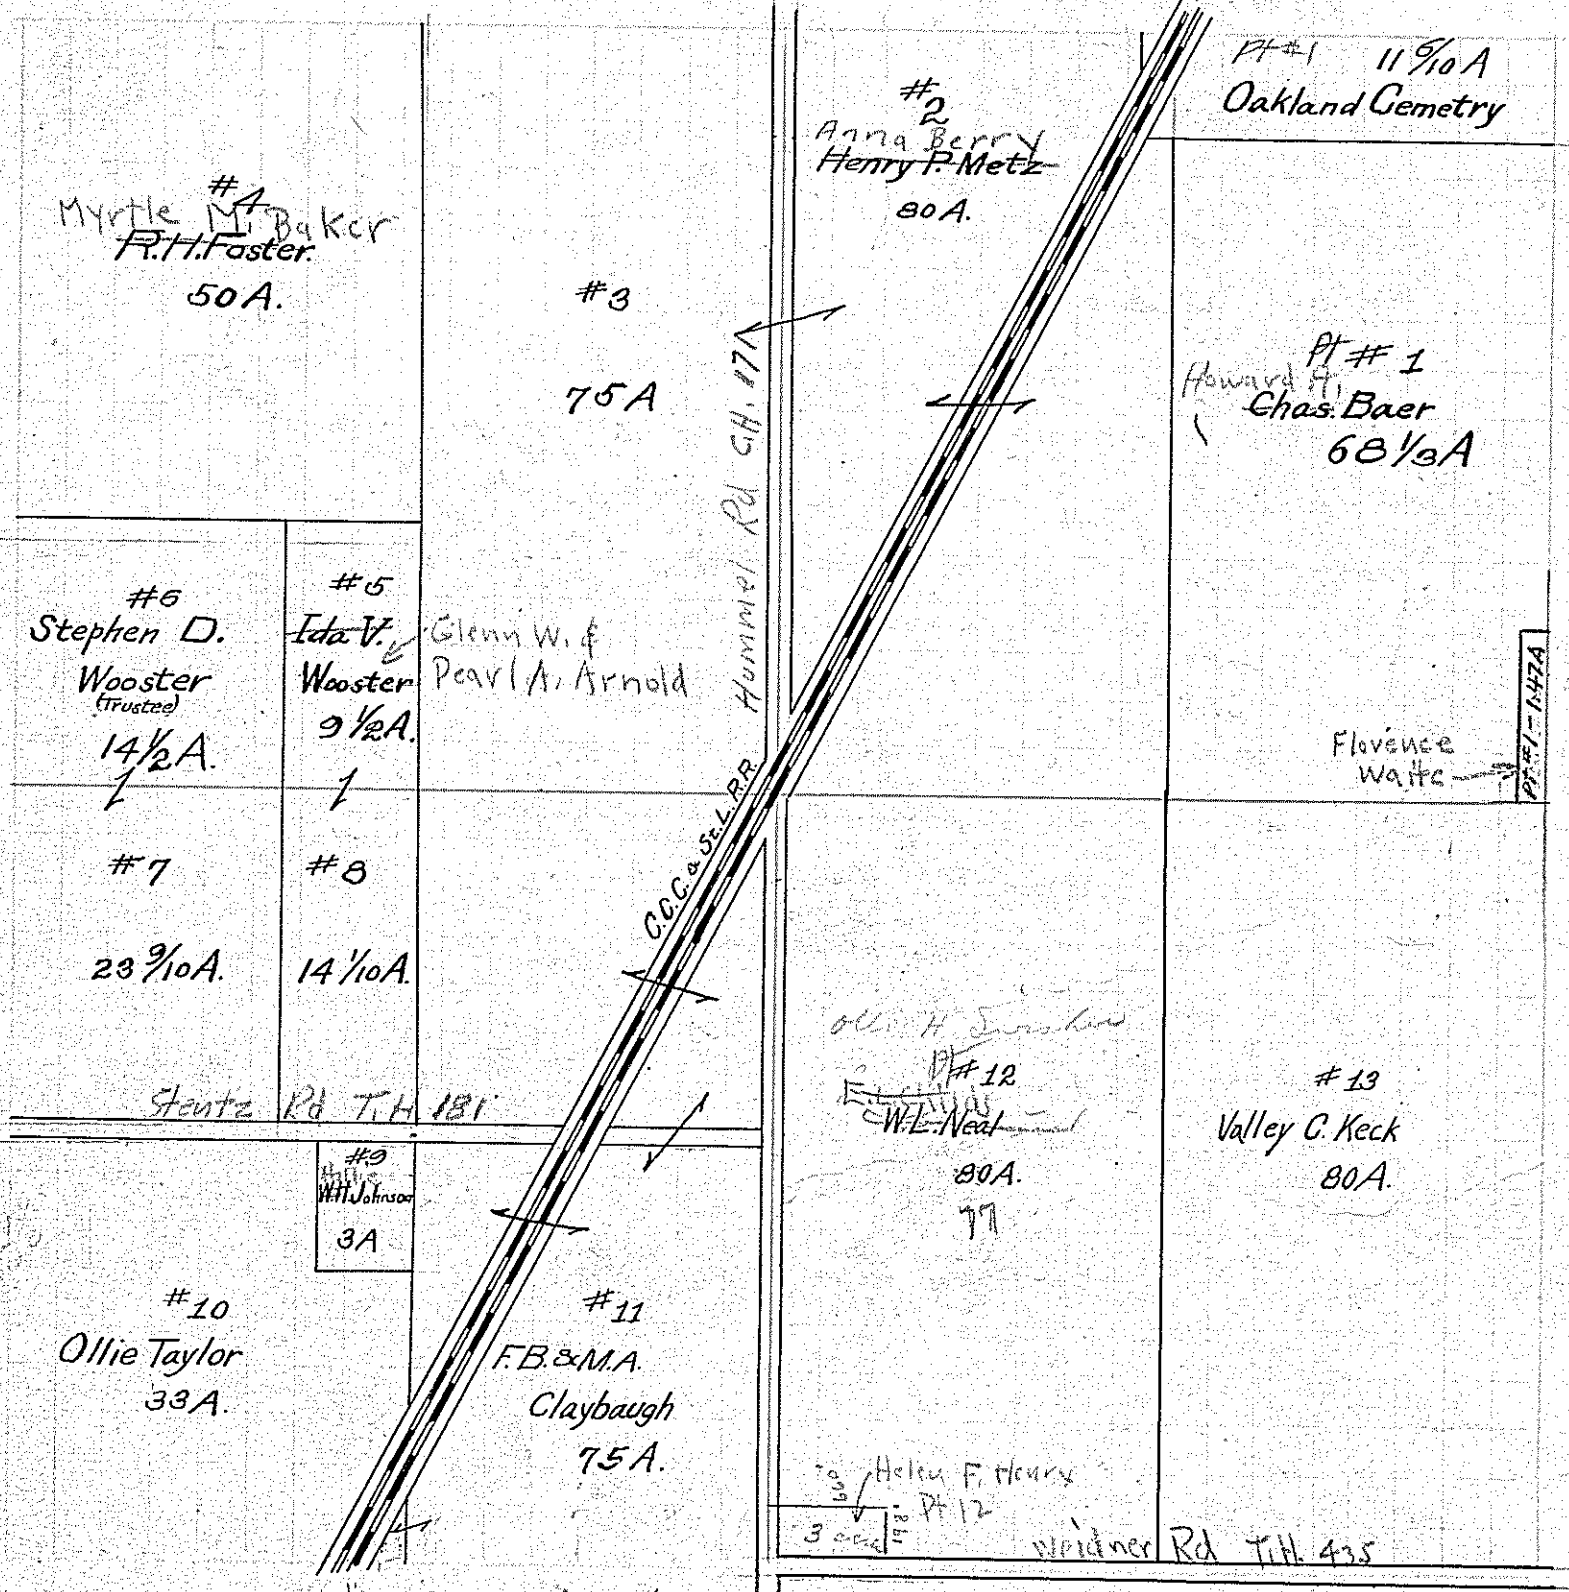 Pt #1 11 6/10 A
Oakland Cemetry
#2
Anna Berry
Henry P. Metz
80 A.
#4
Myrtle M. Baker
R.H. Foster.
50 A.
#3
75 A
Hummel Rd
Pt # 1
Howard H.
Chas. Baer
68 1/3 A
#6
Stephen D.
Wooster
(Trustee)
14 1/2 A.
#5
Ida V.
Wooster
9 1/2 A.
Glenn W. &
Pearl A. Arnold
Pt. #1 - 1.47A
Florence
Waite
C.C.C. & St. L. R.R.
#7
23 9/10 A.
#8
14 1/10 A.
Stentz Rd T.H. 181
H
Pt #12
W.L. Neal
80 A.
77
#13
Valley C. Keck
80 A.
#9
W.H. Johnson
3 A
#10
Ollie Taylor
33 A.
#11
F.B. & M.A.
Claybaugh
75 A.
Helen F. Henry
Pt 12
3
Weidner Rd T.H. 435